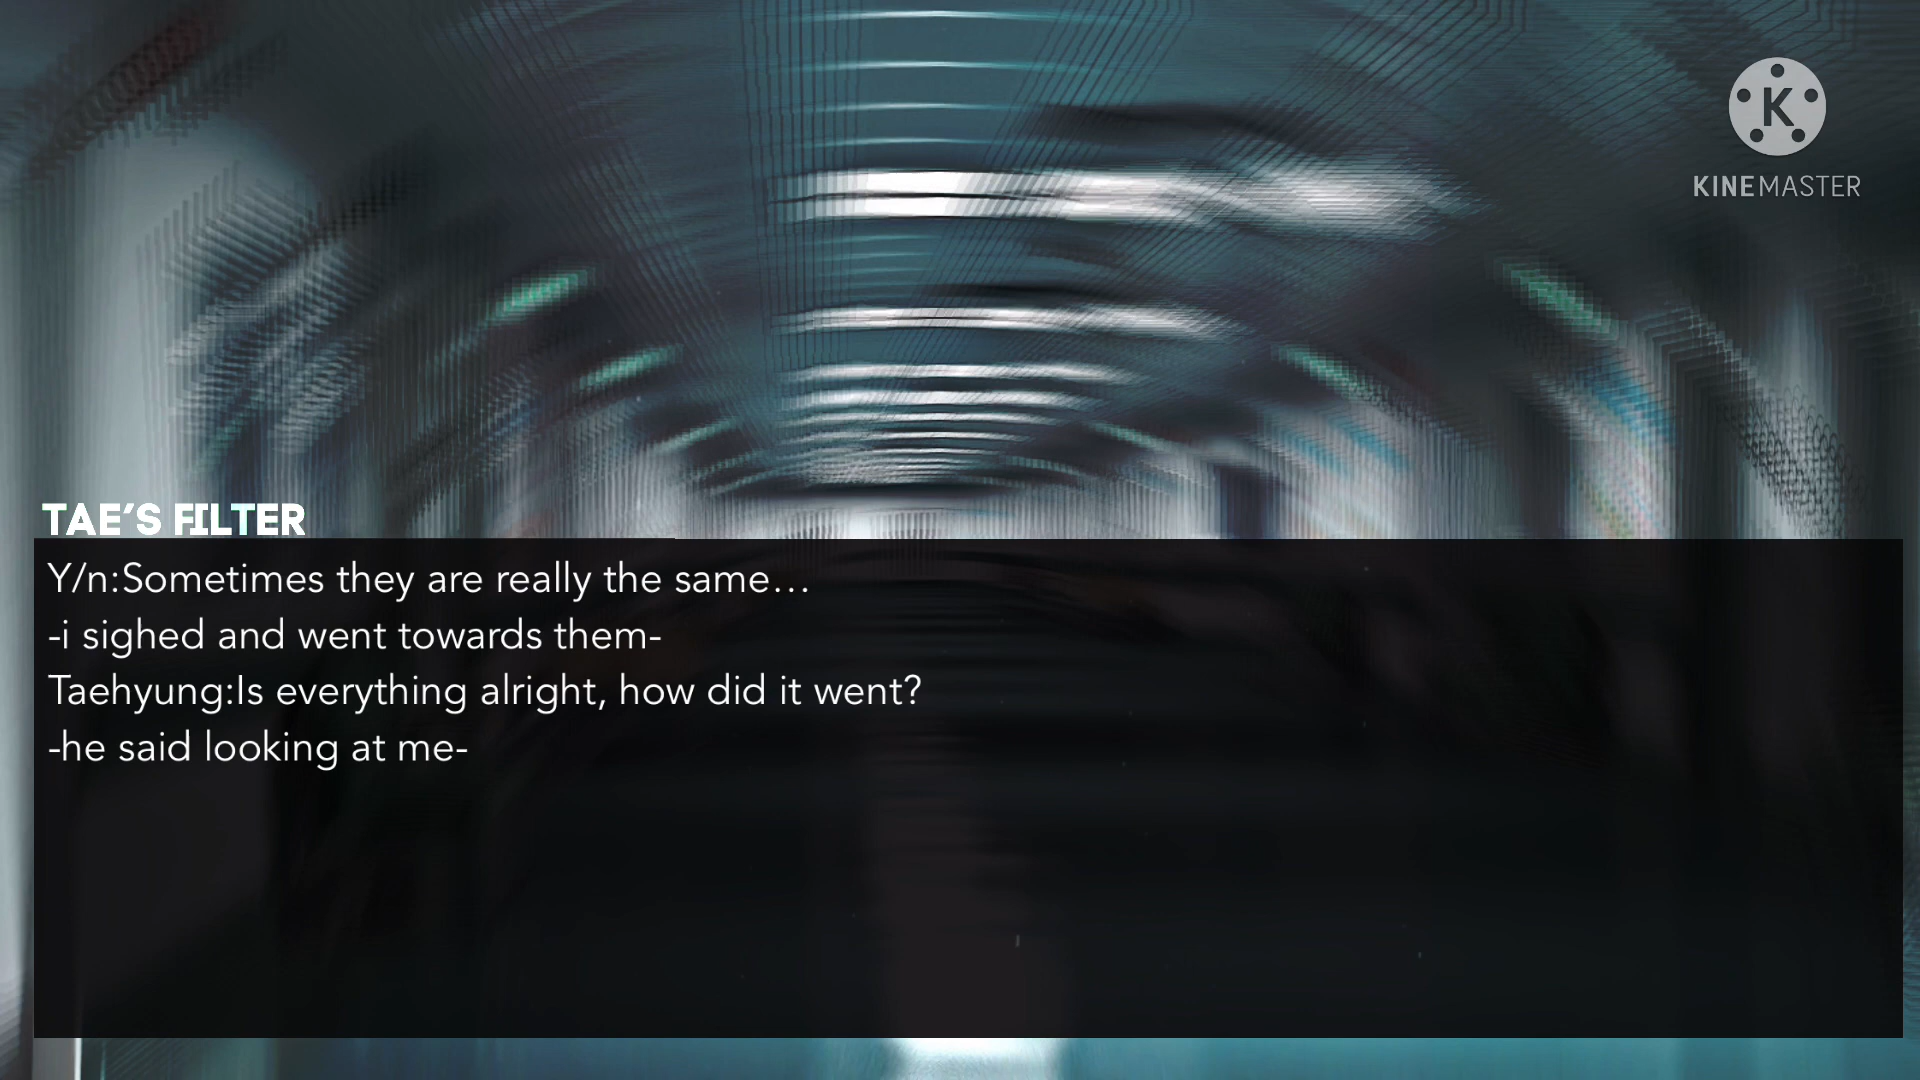 K
KINEMASTER
TAE’S FILTER
Y/n:Sometimes they are really the same…
-i sighed and went towards them-
Taehyung:Is everything alright, how did it went?
-he said looking at me-